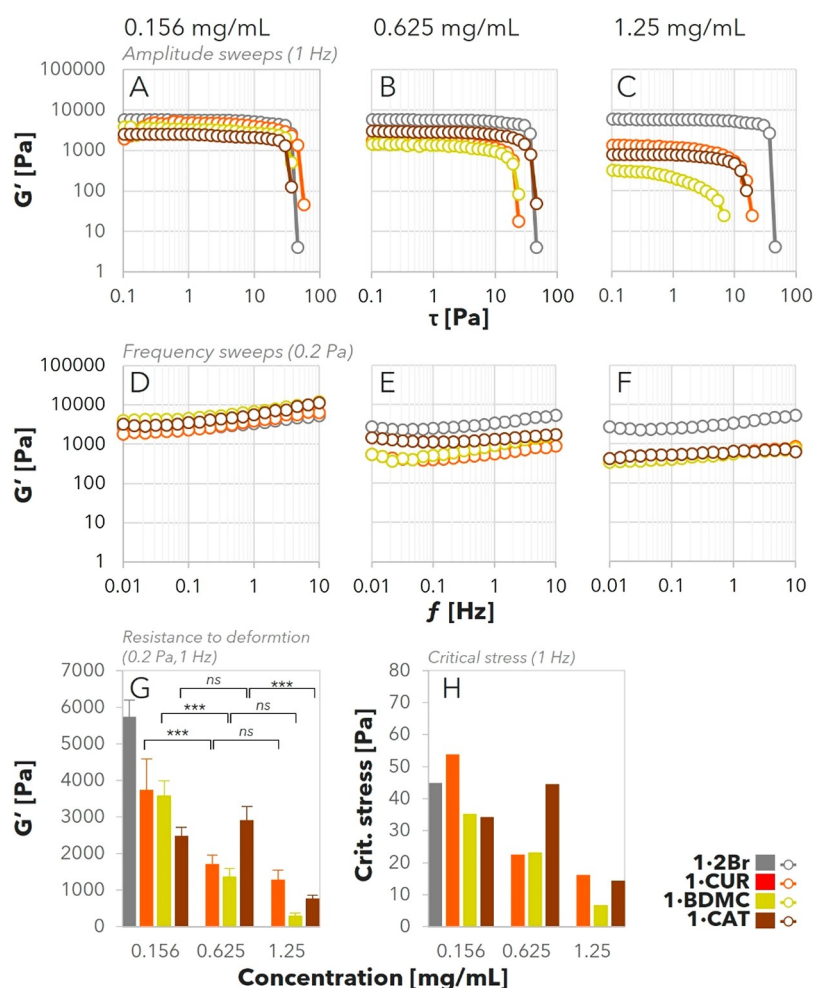 0.156 mg/mL 0.625 mg/mL 1.25 mg/mL
Amplitude sweeps (1 Hz)
A B C
G’ [Pa]
100000
10000
1000
100
10
1
0.1 1 10 100
0.1 1 10 100
0.1 1 10 100
τ [Pa]
Frequency sweeps (0.2 Pa)
D E F
G’ [Pa]
100000
10000
1000
100
10
1
0.01 0.1 1 10
0.01 0.1 1 10
0.01 0.1 1 10
f [Hz]
Resistance to deformtion
(0.2 Pa,1 Hz)
G
G’ [Pa]
7000
6000
5000
4000
3000
2000
1000
0
ns ***
*** ns
*** ns
0.156 0.625 1.25
Critical stress (1 Hz)
H
Crit. stress [Pa]
80
70
60
50
40
30
20
10
0
0.156 0.625 1.25
Concentration [mg/mL]
1·2Br
1·CUR
1·BDMC
1·CAT